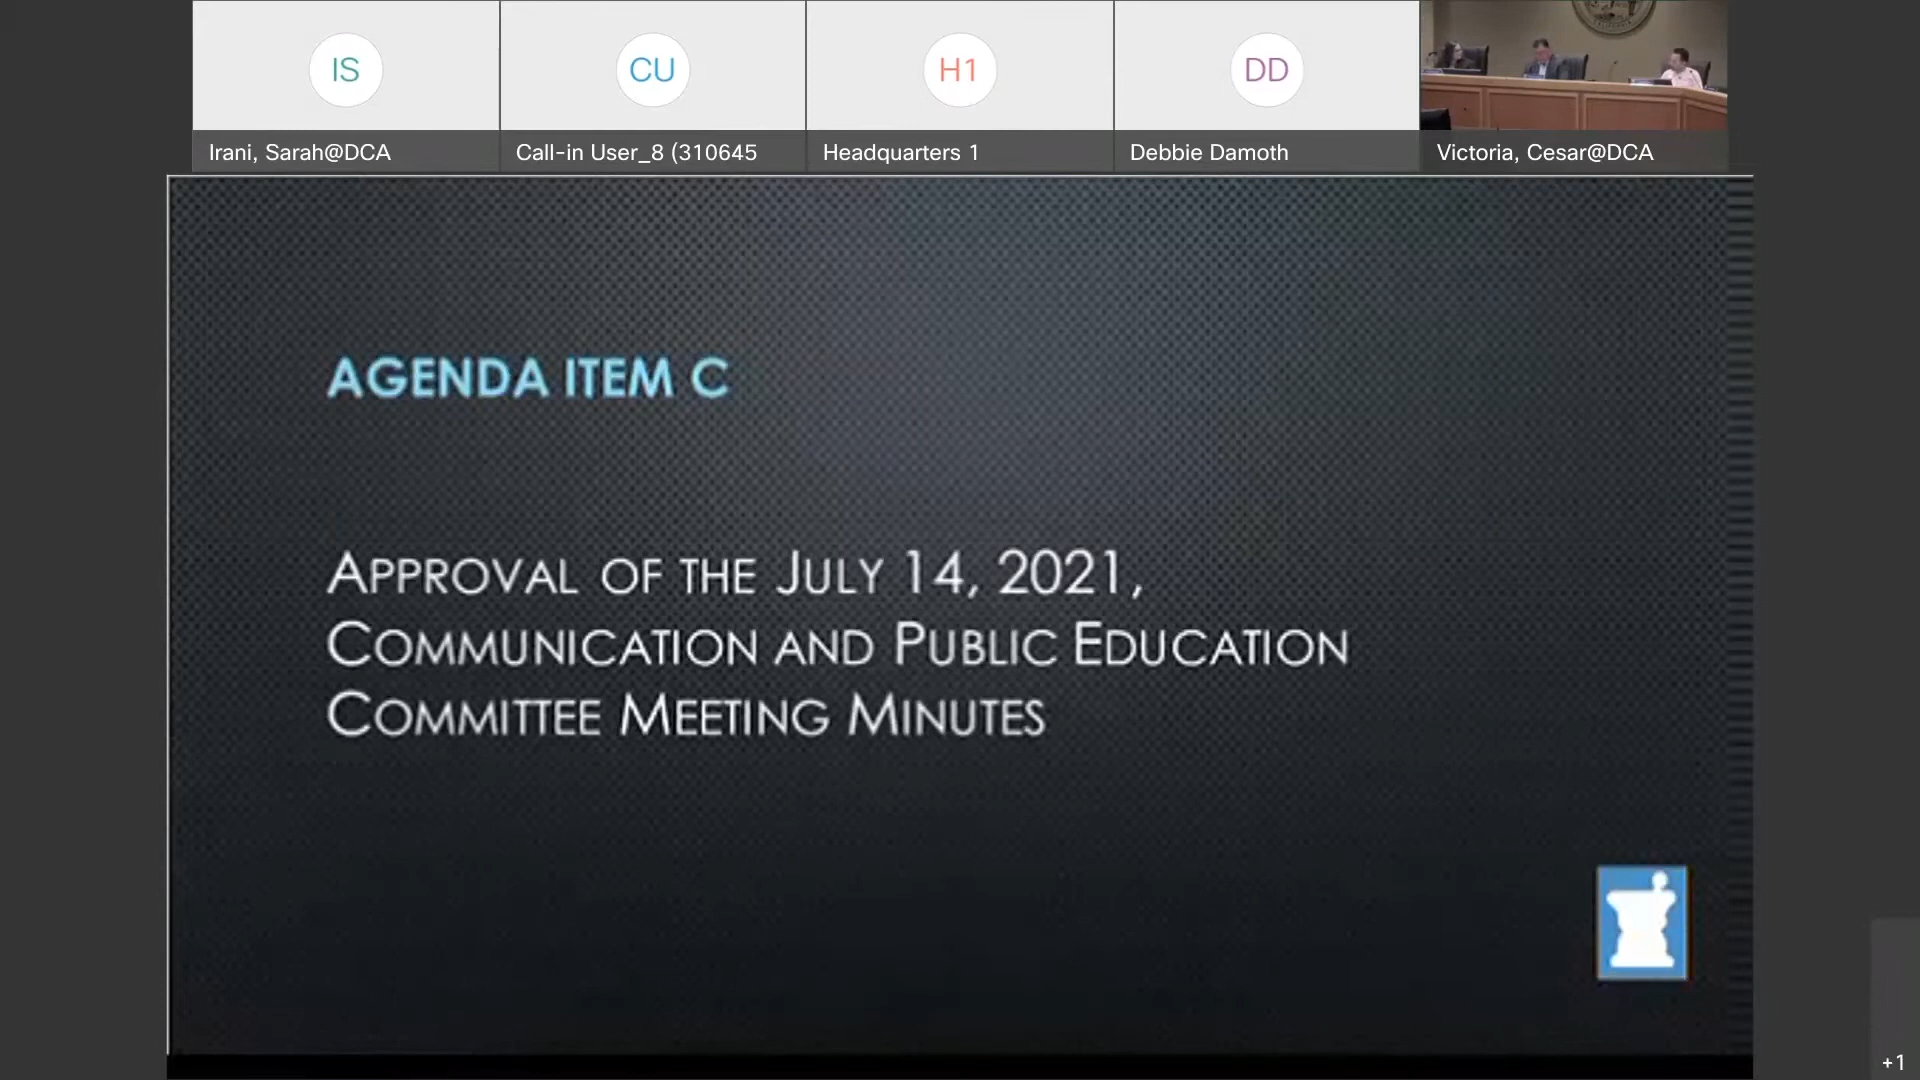 IS
CU
H1
DD
Irani, Sarah@DCA
Call-in User_8 (310645
Headquarters 1
Debbie Damoth
Victoria, Cesar@DCA
AGENDA ITEM C
APPROVAL OF THE JULY 14, 2021,
COMMUNICATION AND PUBLIC EDUCATION
COMMITTEE MEETING MINUTES
+1